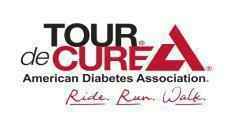 TOUR®
de CURE
American Diabetes Association®
Ride. Run. Walk.